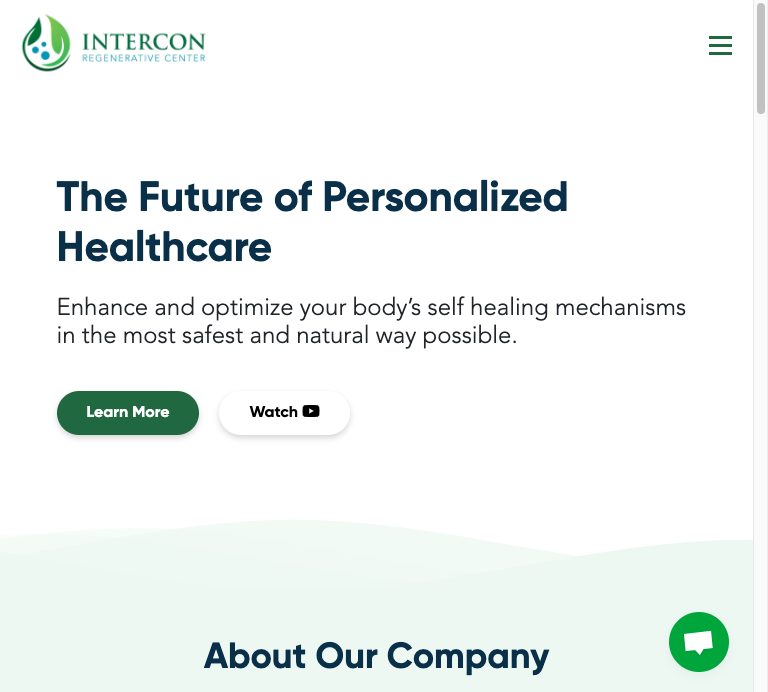 INTERCON
REGENERATIVE CENTER
The Future of Personalized
Healthcare
Enhance and optimize your body’s self healing mechanisms
in the most safest and natural way possible.
Learn More
Watch
About Our Company